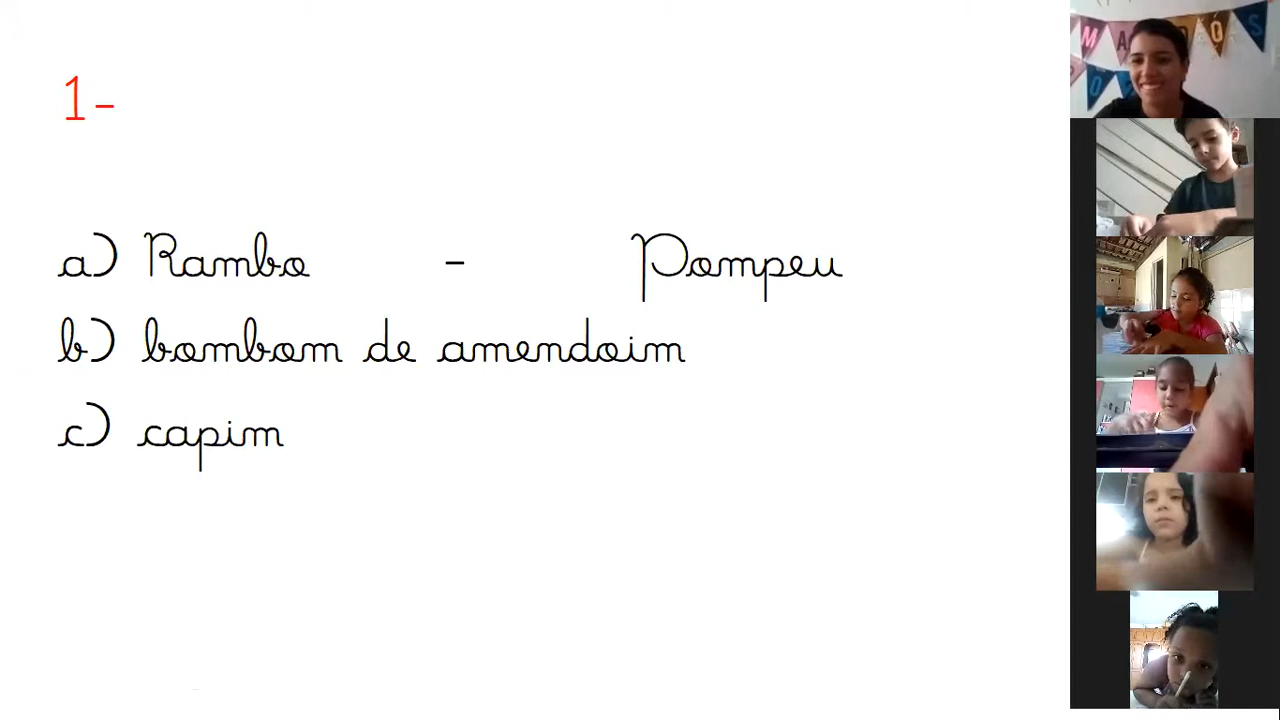 1-
a) Rambo - Pompeu
b) bombom de amendoim
c) capim